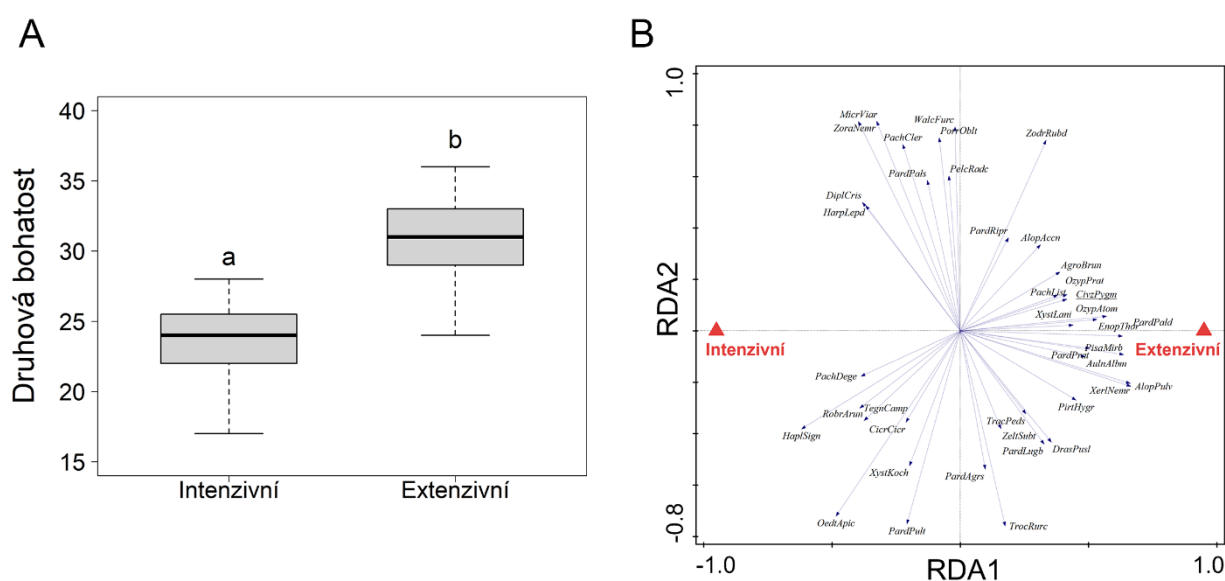 A
Druhová bohatost
40
35
30
25
20
15
a
b
Intenzivní
Extenzivní
B
RDA2
1.0
-0.8
MicrViar
ZoraNemr
PachCler
WalcFurc
PonrOblt
ZodrRubd
PardPals
PelcRadc
DiplCris
HarpLepd
PardRipr
AlopAccn
AgroBrun
OzypPrat
PachList
CivzPygm
XystLani
OzypAtom
EnopThor
PardPald
Intenzivní
Extenzivní
PisaMirb
PardPrat
AulnAlbm
XerlNemr
AlopPulv
PirtHygr
PachDege
RobrArun
TegnCamp
CicrCicr
HaplSign
TrocPeds
ZeltSubt
PardLugb
DrasPusl
XystKoch
PardAgrs
OedtApic
PardPult
TrocRurc
-1.0
RDA1
1.0